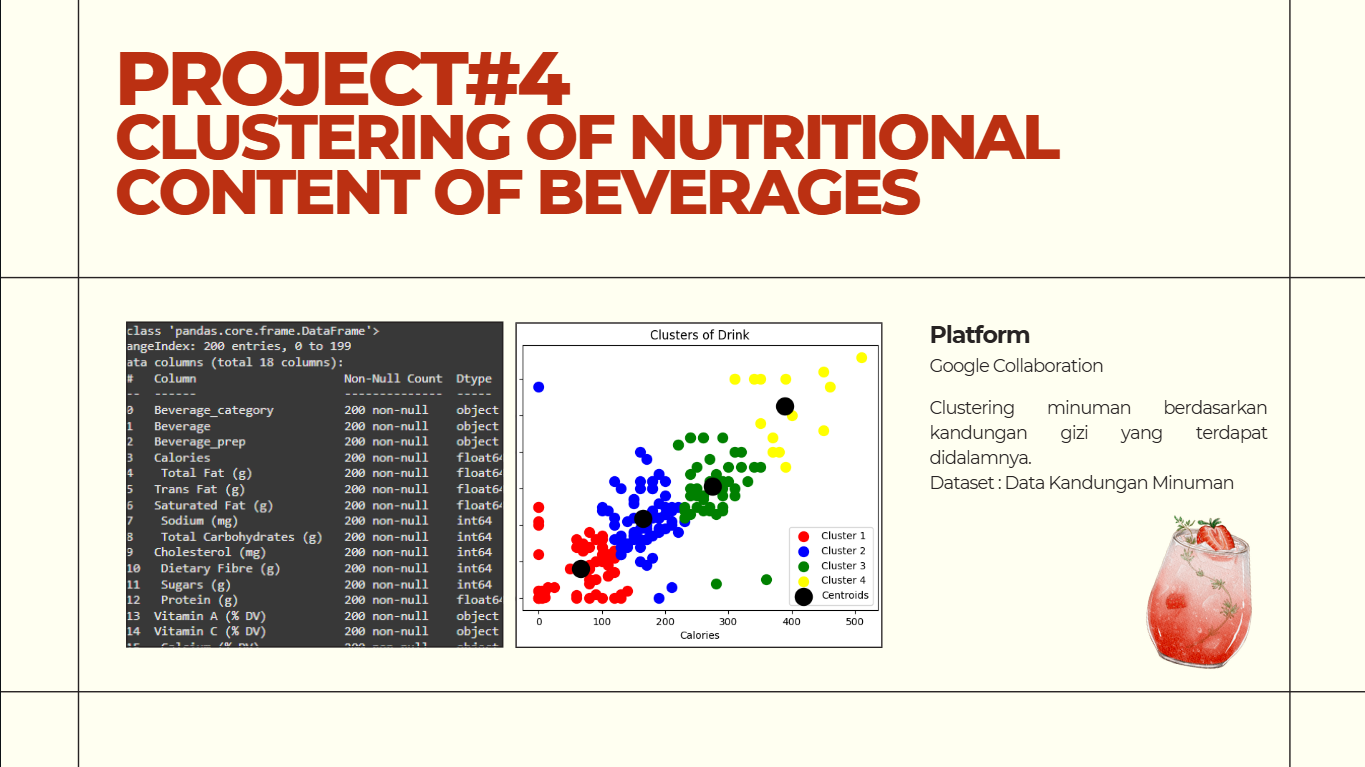 PROJECT#4
CLUSTERING OF NUTRITIONAL
CONTENT OF BEVERAGES
class 'pandas.core.frame.DataFrame'>
angeIndex: 200 entries, 0 to 199
ata columns (total 18 columns):
# Column Non-Null Count Dtype
-- ------ -------------- -----
0 Beverage_category 200 non-null object
1 Beverage 200 non-null object
2 Beverage_prep 200 non-null object
3 Calories 200 non-null float64
4 Total Fat (g) 200 non-null float64
5 Trans Fat (g) 200 non-null float64
6 Saturated Fat (g) 200 non-null float64
7 Sodium (mg) 200 non-null int64
8 Total Carbohydrates (g) 200 non-null int64
9 Cholesterol (mg) 200 non-null int64
10 Dietary Fibre (g) 200 non-null int64
11 Sugars (g) 200 non-null int64
12 Protein (g) 200 non-null float64
13 Vitamin A (% DV) 200 non-null object
14 Vitamin C (% DV) 200 non-null object
Clusters of Drink
Cluster 1
Cluster 2
Cluster 3
Cluster 4
Centroids
0 100 200 300 400 500
Calories
Platform
Google Collaboration
Clustering minuman berdasarkan
kandungan gizi yang terdapat
didalamnya.
Dataset : Data Kandungan Minuman